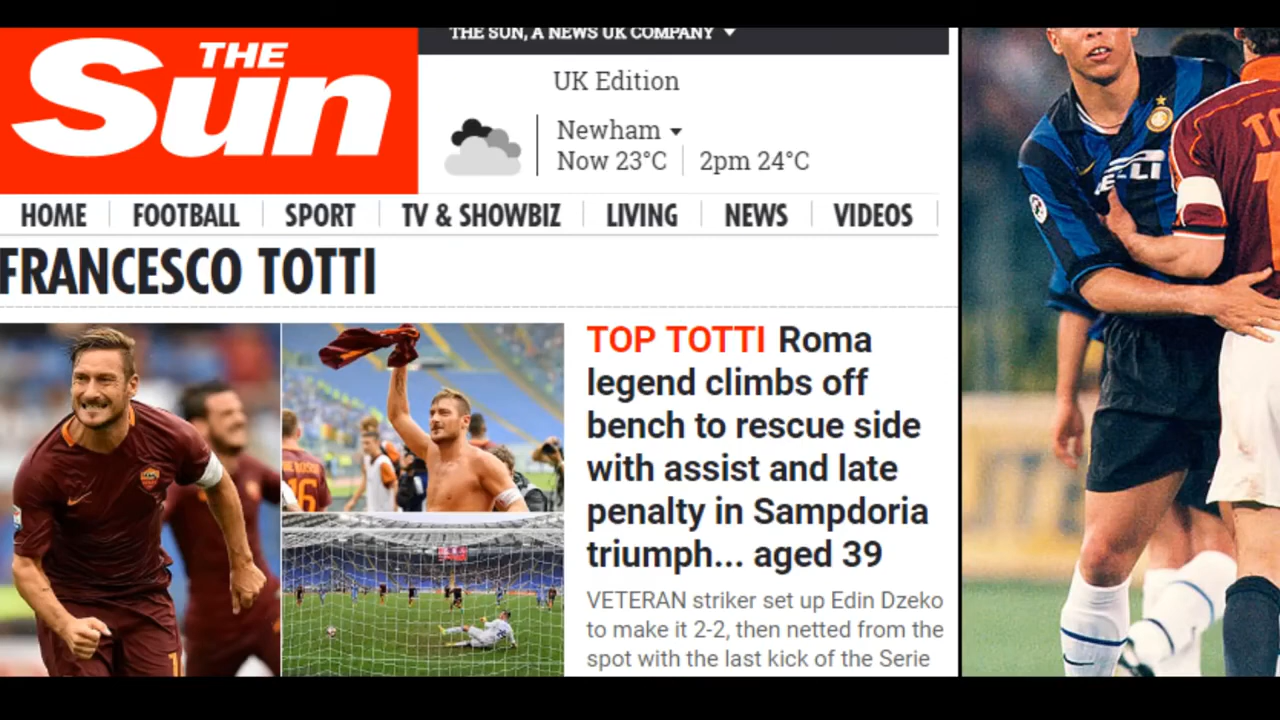 THE SUN, A NEWS UK COMPANY
THE
Sun
UK Edition
Newham
Now 23°C
2pm 24°C
HOME
FOOTBALL
SPORT
TV & SHOWBIZ
LIVING
NEWS
VIDEOS
FRANCESCO TOTTI
TOP TOTTI Roma
legend climbs off
bench to rescue side
with assist and late
penalty in Sampdoria
triumph... aged 39
VETERAN striker set up Edin Dzeko
to make it 2-2, then netted from the
spot with the last kick of the Serie
16
TO